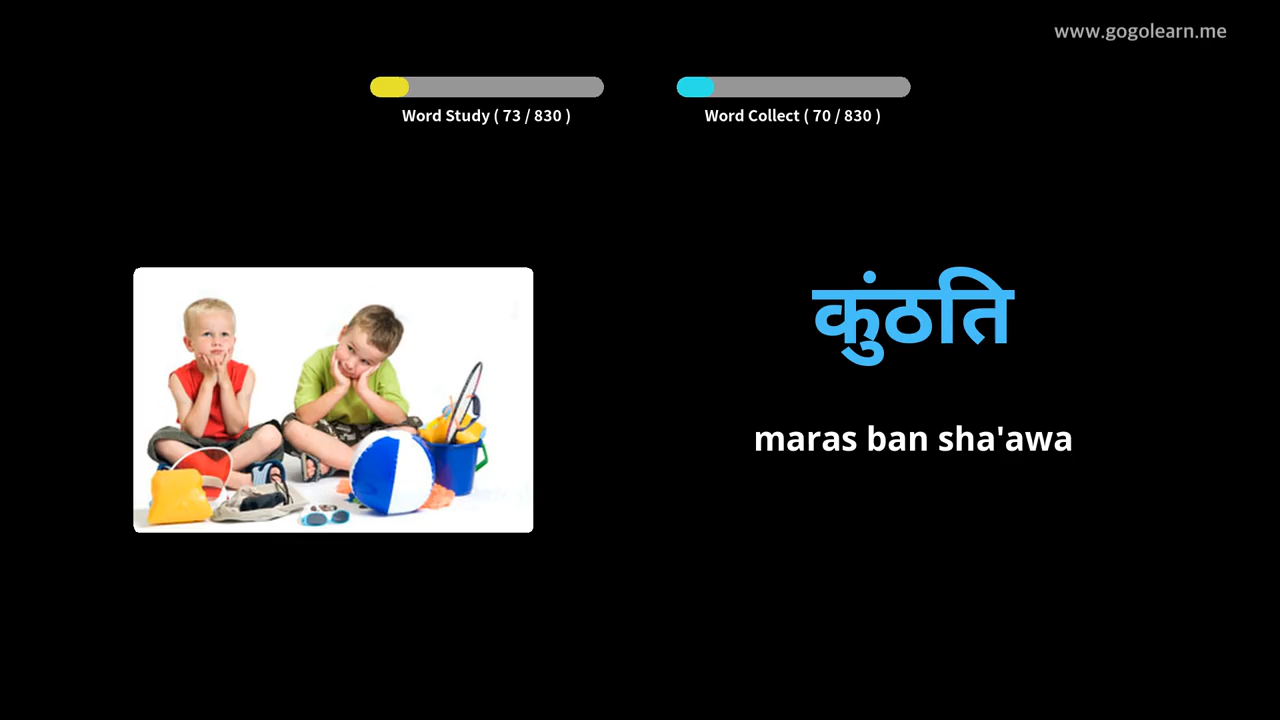 www.gogolearn.me
Word Study ( 73 / 830 )
Word Collect ( 70 / 830 )
कुंठति
maras ban sha'awa